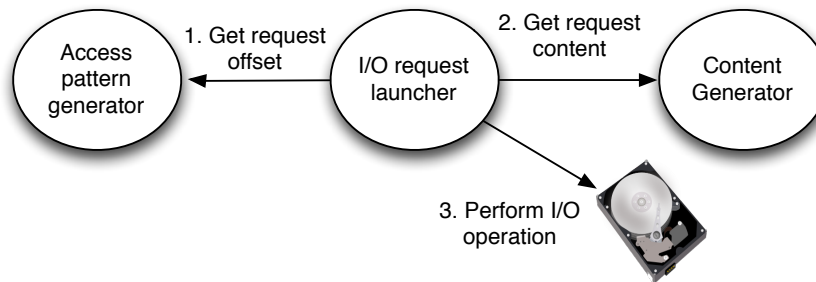 Access
pattern
generator
1. Get request
offset
I/O request
launcher
2. Get request
content
Content
Generator
3. Perform I/O
operation